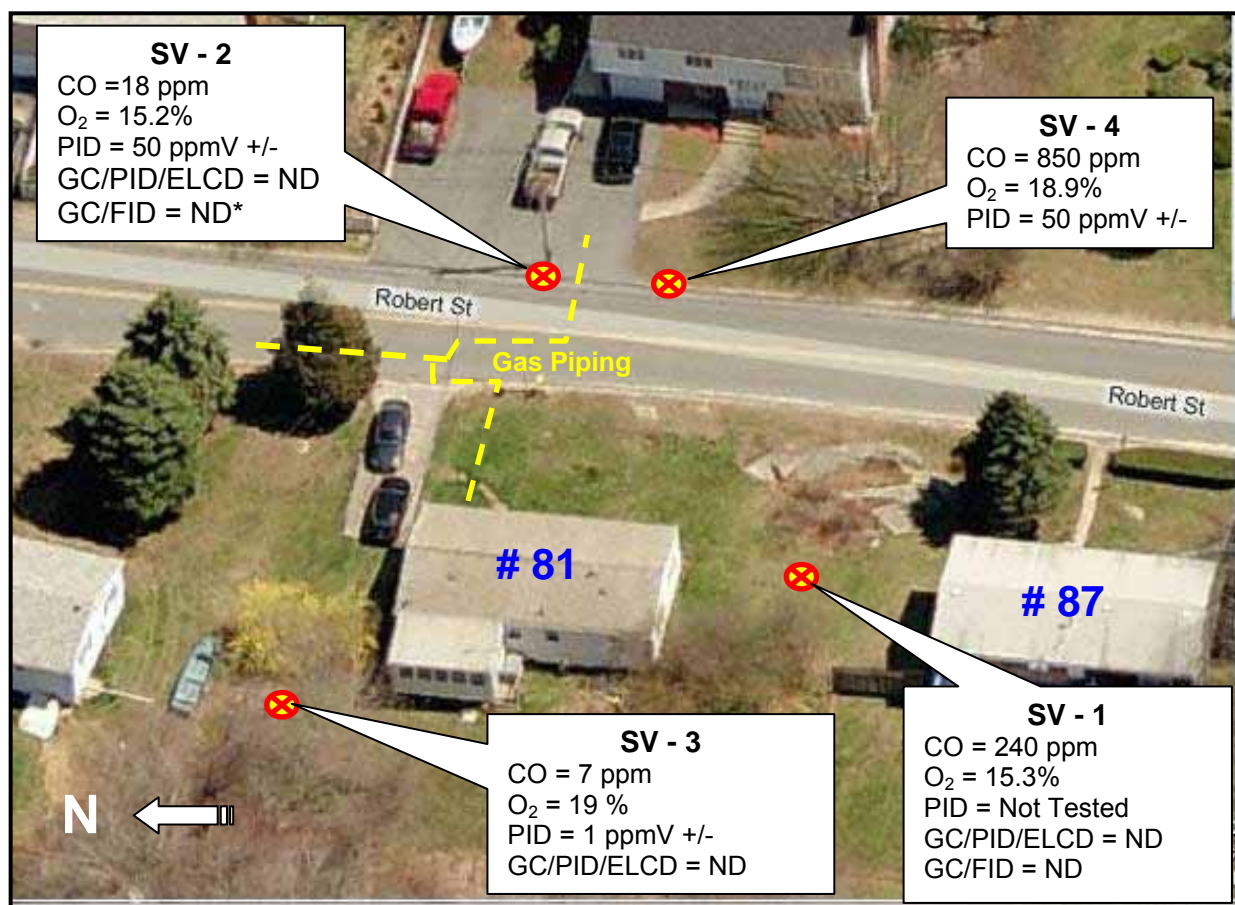 SV - 2
CO =18 ppm
O₂ = 15.2%
PID = 50 ppmV +/-
GC/PID/ELCD = ND
GC/FID = ND*
SV - 4
CO = 850 ppm
O₂ = 18.9%
PID = 50 ppmV +/-
Robert St
Gas Piping
Robert St
# 81
# 87
SV - 3
CO = 7 ppm
O₂ = 19 %
PID = 1 ppmV +/-
GC/PID/ELCD = ND
SV - 1
CO = 240 ppm
O₂ = 15.3%
PID = Not Tested
GC/PID/ELCD = ND
GC/FID = ND
N